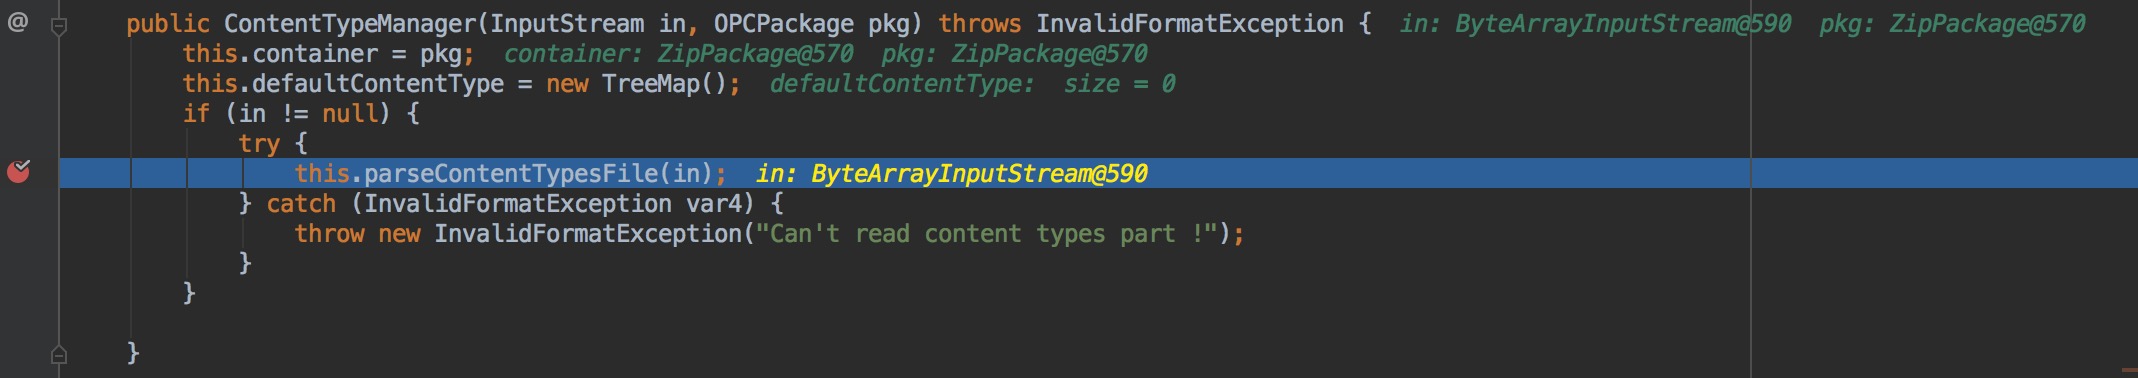 @ public ContentTypeManager(InputStream in, OPCPackage pkg) throws InvalidFormatException {  in: ByteArrayInputStream@590  pkg: ZipPackage@570
this.container = pkg;  container: ZipPackage@570  pkg: ZipPackage@570
this.defaultContentType = new TreeMap();  defaultContentType:  size = 0
if (in != null) {
try {
this.parseContentTypesFile(in);  in: ByteArrayInputStream@590
} catch (InvalidFormatException var4) {
throw new InvalidFormatException("Can't read content types part !");
}
}
}